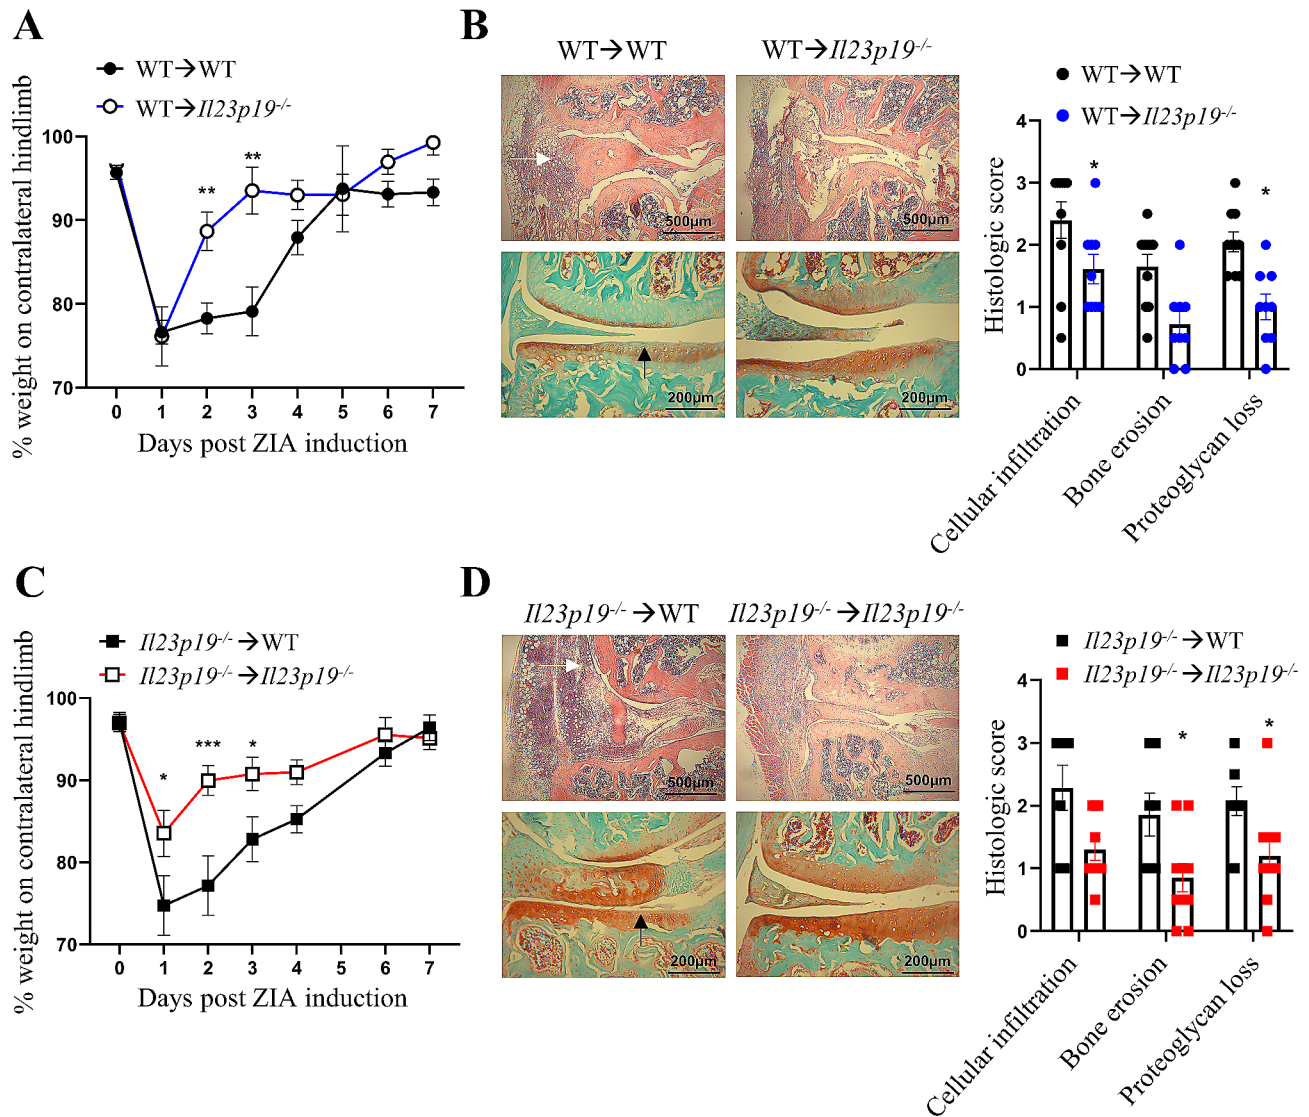 A
WT→WT
WT→Il23p19-/-
% weight on contralateral hindlimb
100
90
80
70
0 1 2 3 4 5 6 7
** **
Days post ZIA induction
B
WT→WT
WT→Il23p19-/-
500μm
500μm
200μm
200μm
WT→WT
WT→Il23p19-/-
Histologic score
4
3
2
1
0
* *
Cellular infiltration
Bone erosion
Proteoglycan loss
C
Il23p19-/-→WT
Il23p19-/-→Il23p19-/-
% weight on contralateral hindlimb
100
90
80
70
0 1 2 3 4 5 6 7
* *** *
Days post ZIA induction
D
Il23p19-/-→WT
Il23p19-/-→Il23p19-/-
500μm
500μm
200μm
200μm
Il23p19-/-→WT
Il23p19-/-→Il23p19-/-
Histologic score
4
3
2
1
0
* *
Cellular infiltration
Bone erosion
Proteoglycan loss